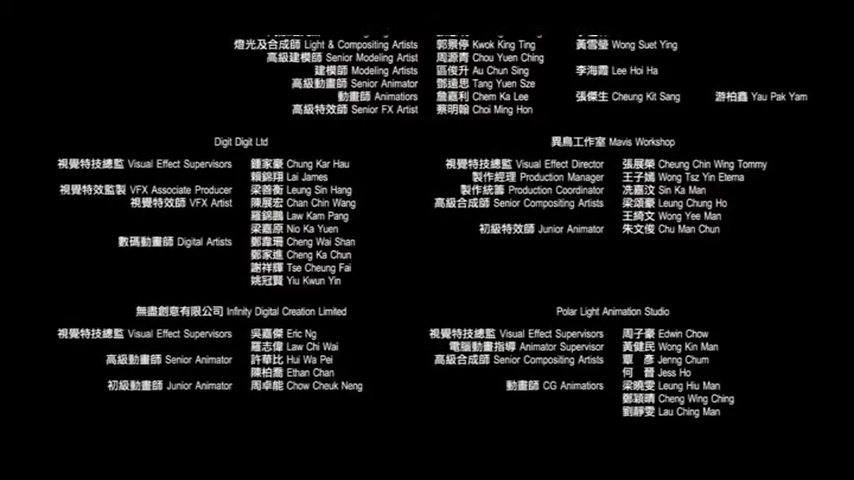 燈光及合成師 Light & Compositing Artists 郭景停 Kwok King Ting 黃雪瑩 Wong Suet Ying
高級建模師 Senior Modeling Artist 周源青 Chou Yuen Ching
建模師 Modeling Artists 區俊升 Au Chun Sing 李海霞 Lee Hoi Ha
高級動畫師 Senior Animator 鄧遠思 Tang Yuen Sze
動畫師 Animatiors 詹嘉利 Chem Ka Lee 張傑生 Cheung Kit Sang 游柏鑫 Yau Pak Yam
高級特效師 Senior FX Artist 蔡明翰 Choi Ming Hon
Digit Digit Ltd
視覺特技總監 Visual Effect Supervisors 鍾家豪 Chung Kar Hau
賴錦翔 Lai James
視覺特效監製 VFX Associate Producer 梁善衡 Leung Sin Hang
視覺特效師 VFX Artist 陳展宏 Chan Chin Wang
羅錦鵬 Law Kam Pang
梁嘉原 Nio Ka Yuen
數碼動畫師 Digital Artists 鄭韋珊 Cheng Wai Shan
鄭家進 Cheng Ka Chun
謝祥輝 Tse Cheung Fai
姚冠賢 Yiu Kwun Yin
異鳥工作室 Mavis Workshop
視覺特技總監 Visual Effect Director 張展榮 Cheung Chin Wing Tommy
製作經理 Production Manager 王子嫣 Wong Tsz Yin Eterna
製作統籌 Production Coordinator 冼嘉汶 Sin Ka Man
高級合成師 Senior Compositing Artists 梁頌豪 Leung Chung Ho
王綺文 Wong Yee Man
初級特效師 Junior Animator 朱文俊 Chu Man Chun
無盡創意有限公司 Infinity Digital Creation Limited
視覺特技總監 Visual Effect Supervisors 吳嘉傑 Eric Ng
羅志偉 Law Chi Wai
高級動畫師 Senior Animator 許華比 Hui Wa Pei
陳柏喬 Ethan Chan
初級動畫師 Junior Animator 周卓能 Chow Cheuk Neng
Polar Light Animation Studio
視覺特技總監 Visual Effect Supervisors 周子豪 Edwin Chow
電腦動畫指導 Animator Supervisor 黃健民 Wong Kin Man
高級合成師 Senior Compositing Artists 覃 彥 Jenng Chum
何 晉 Jess Ho
動畫師 CG Animatiors 梁曉雯 Leung Hiu Man
鄭穎晴 Cheng Wing Ching
劉靜雯 Lau Ching Man